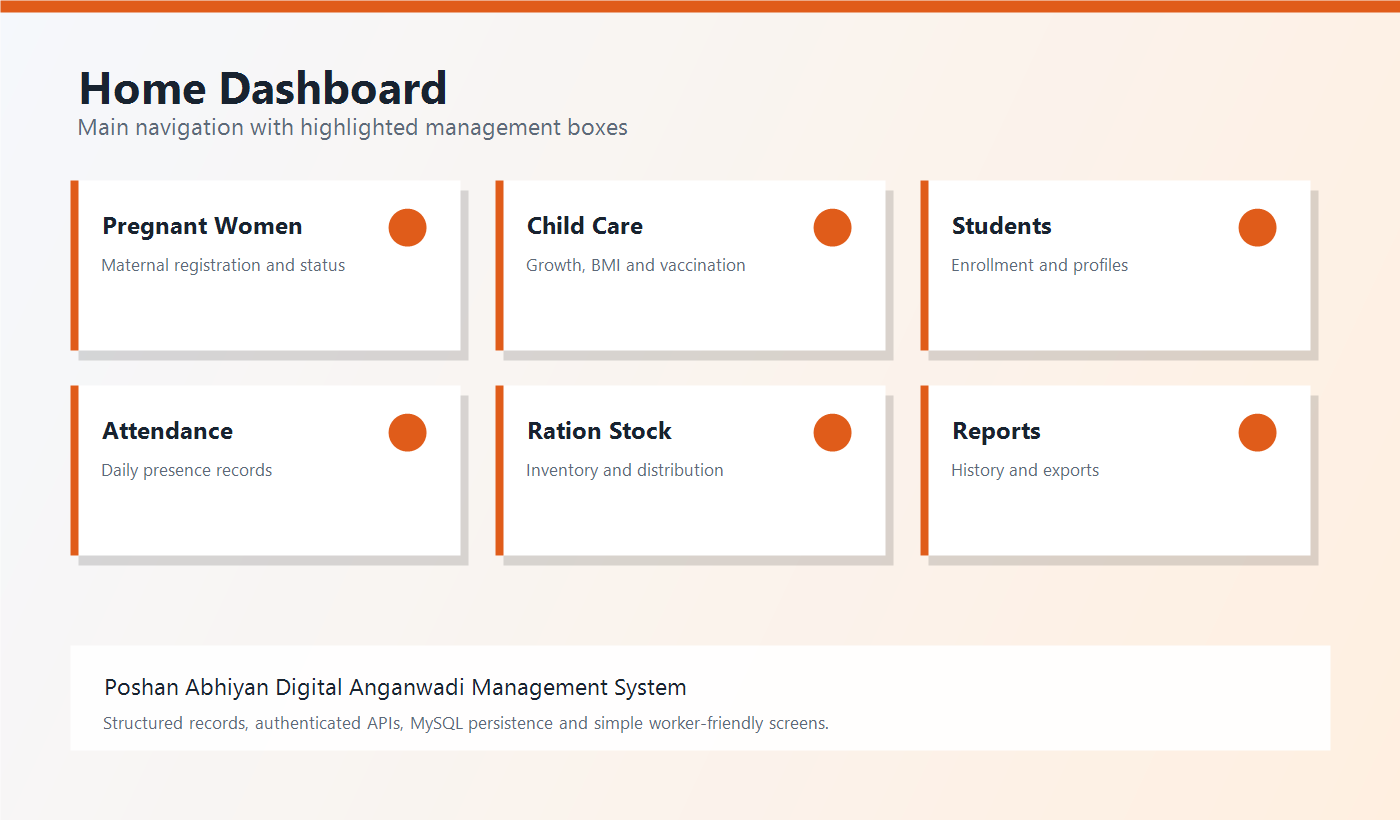 Home Dashboard
Main navigation with highlighted management boxes
Pregnant Women
Maternal registration and status
Child Care
Growth, BMI and vaccination
Students
Enrollment and profiles
Attendance
Daily presence records
Ration Stock
Inventory and distribution
Reports
History and exports
Poshan Abhiyan Digital Anganwadi Management System
Structured records, authenticated APIs, MySQL persistence and simple worker-friendly screens.